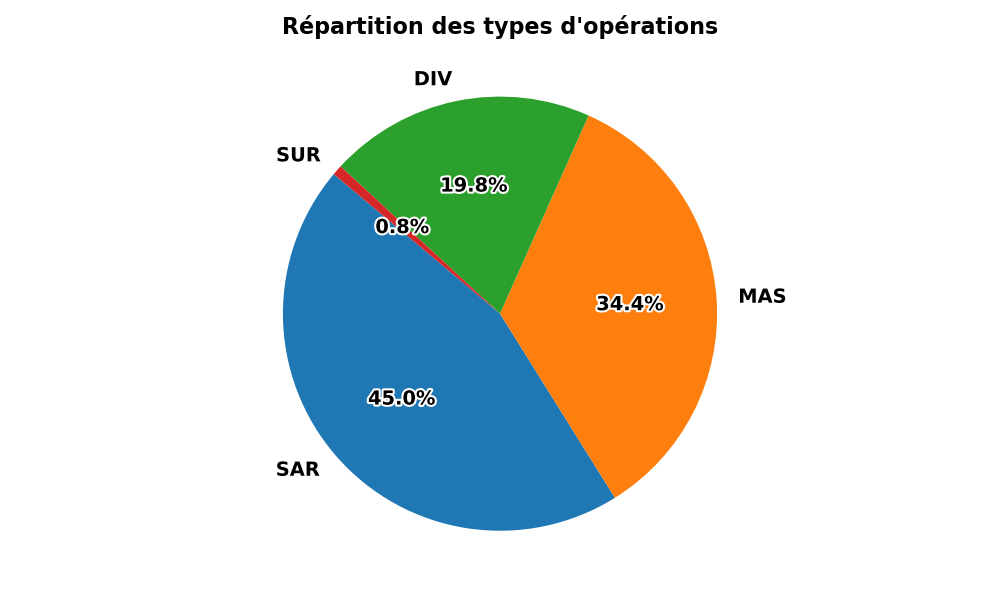 Répartition des types d'opérations
DIV
SUR
19.8%
0.8%
MAS
34.4%
45.0%
SAR